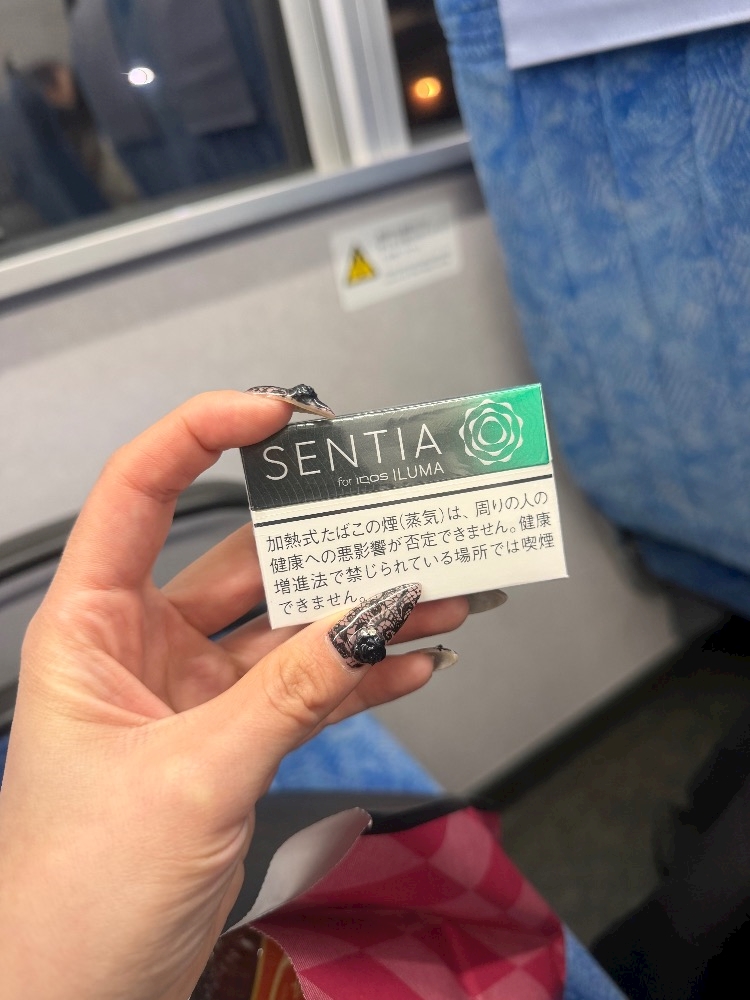 SENTIA
for IQOS ILUMA
加熱式たばこの煙(蒸気)は、周りの人の
健康への悪影響が否定できません。健康
増進法で禁じられている場所では喫煙
できません。